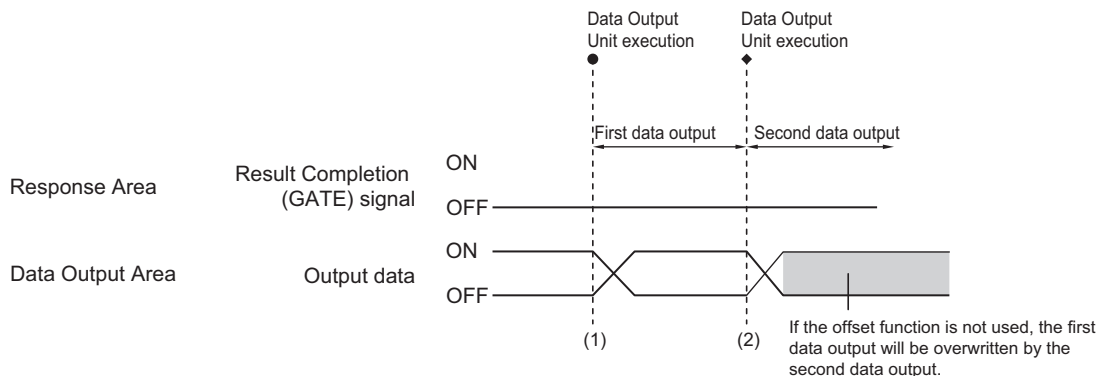 Data Output
Unit execution
Data Output
Unit execution
First data output
Second data output
Response Area
Result Completion
(GATE) signal
ON
OFF
Data Output Area
Output data
ON
OFF
(1)
(2)
If the offset function is not used, the first
data output will be overwritten by the
second data output.